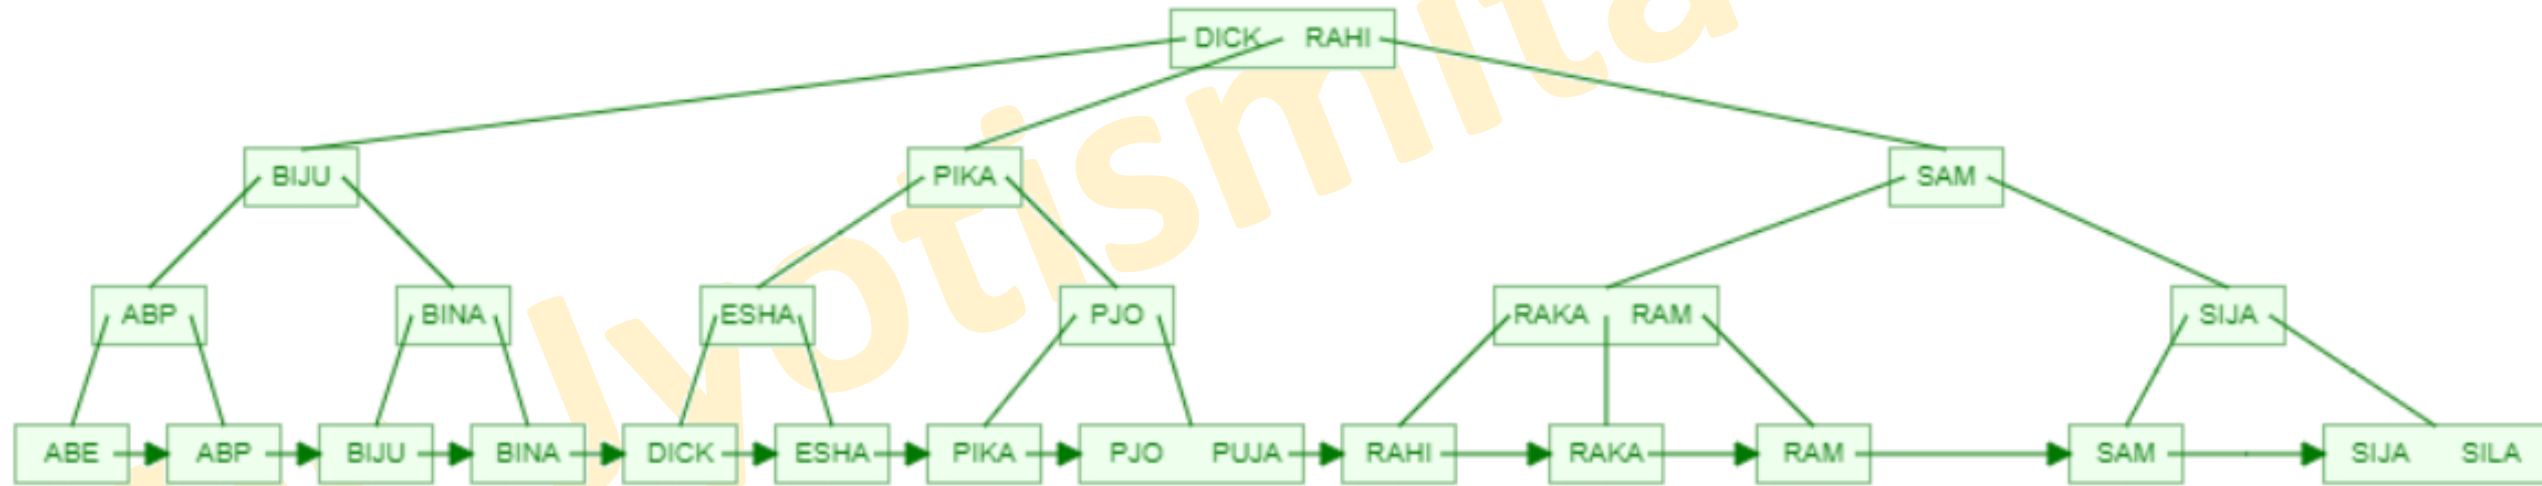 DICK RAHI
BIJU PIKA SAM
ABP BINA ESHA PJO RAKA RAM SIJA
ABE ABP BIJU BINA DICK ESHA PIKA PJO PUJA RAHI RAKA RAM SAM SIJA SILA
Jyotismita